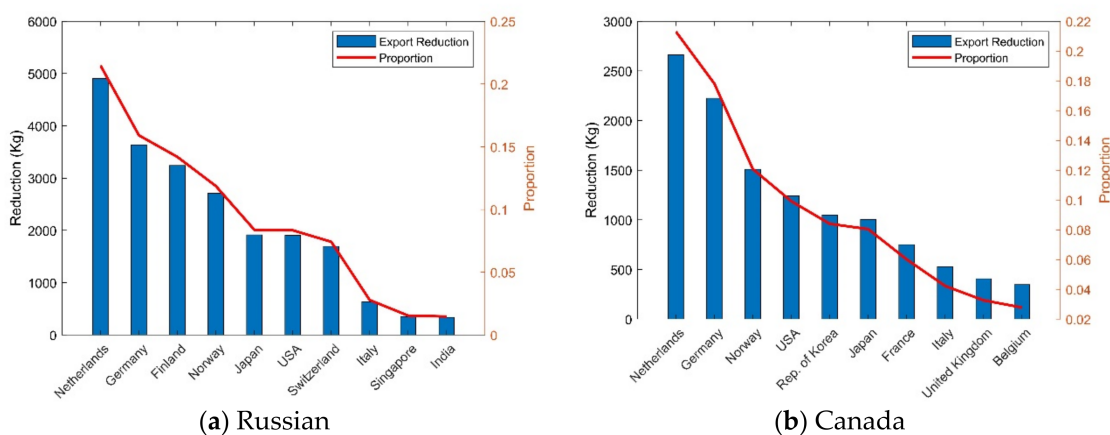 6000
5000
4000
3000
2000
1000
0
Reduction (Kg)
Export Reduction
Proportion
0.25
0.2
0.15
0.1
0.05
0
Proportion
Netherlands
Germany
Finland
Norway
Japan
USA
Switzerland
Italy
Singapore
India
(a) Russian
3000
2500
2000
1500
1000
500
0
Reduction (Kg)
Export Reduction
Proportion
0.22
0.2
0.18
0.16
0.14
0.12
0.1
0.08
0.06
0.04
0.02
Proportion
Netherlands
Germany
Norway
USA
Rep. of Korea
Japan
France
Italy
United Kingdom
Belgium
(b) Canada